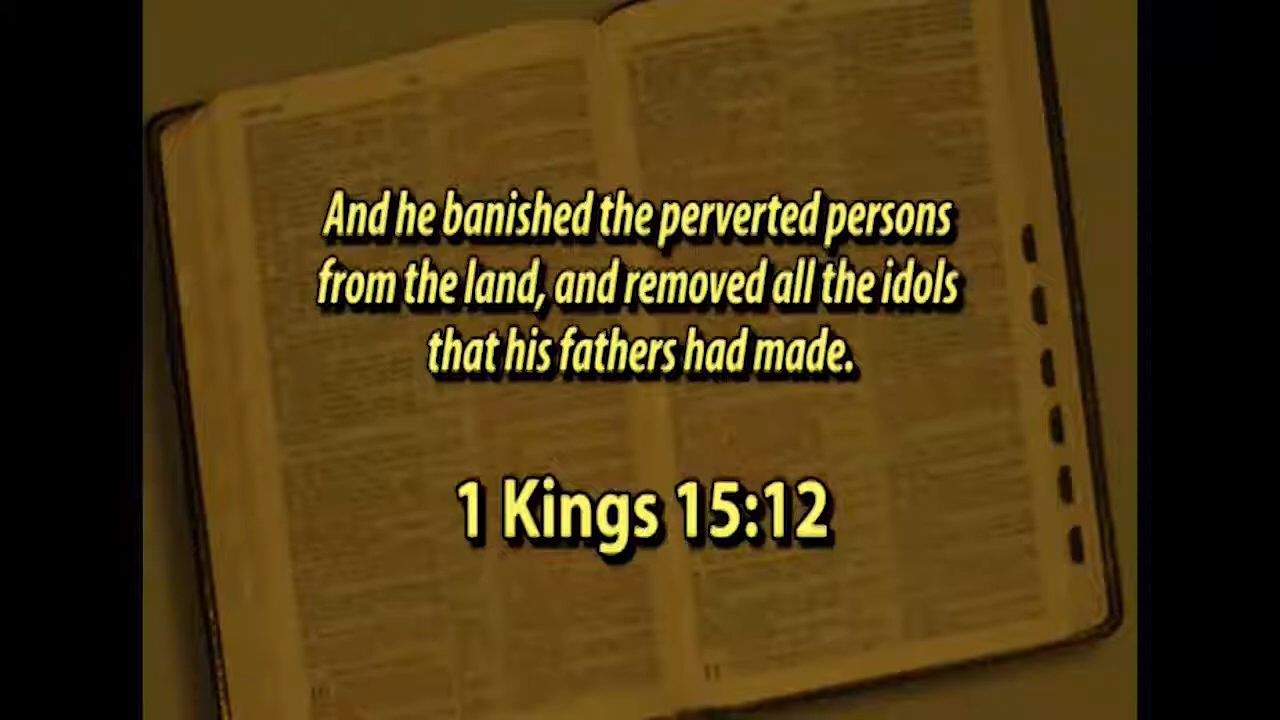 And he banished the perverted persons
from the land, and removed all the idols
that his fathers had made.
1 Kings 15:12